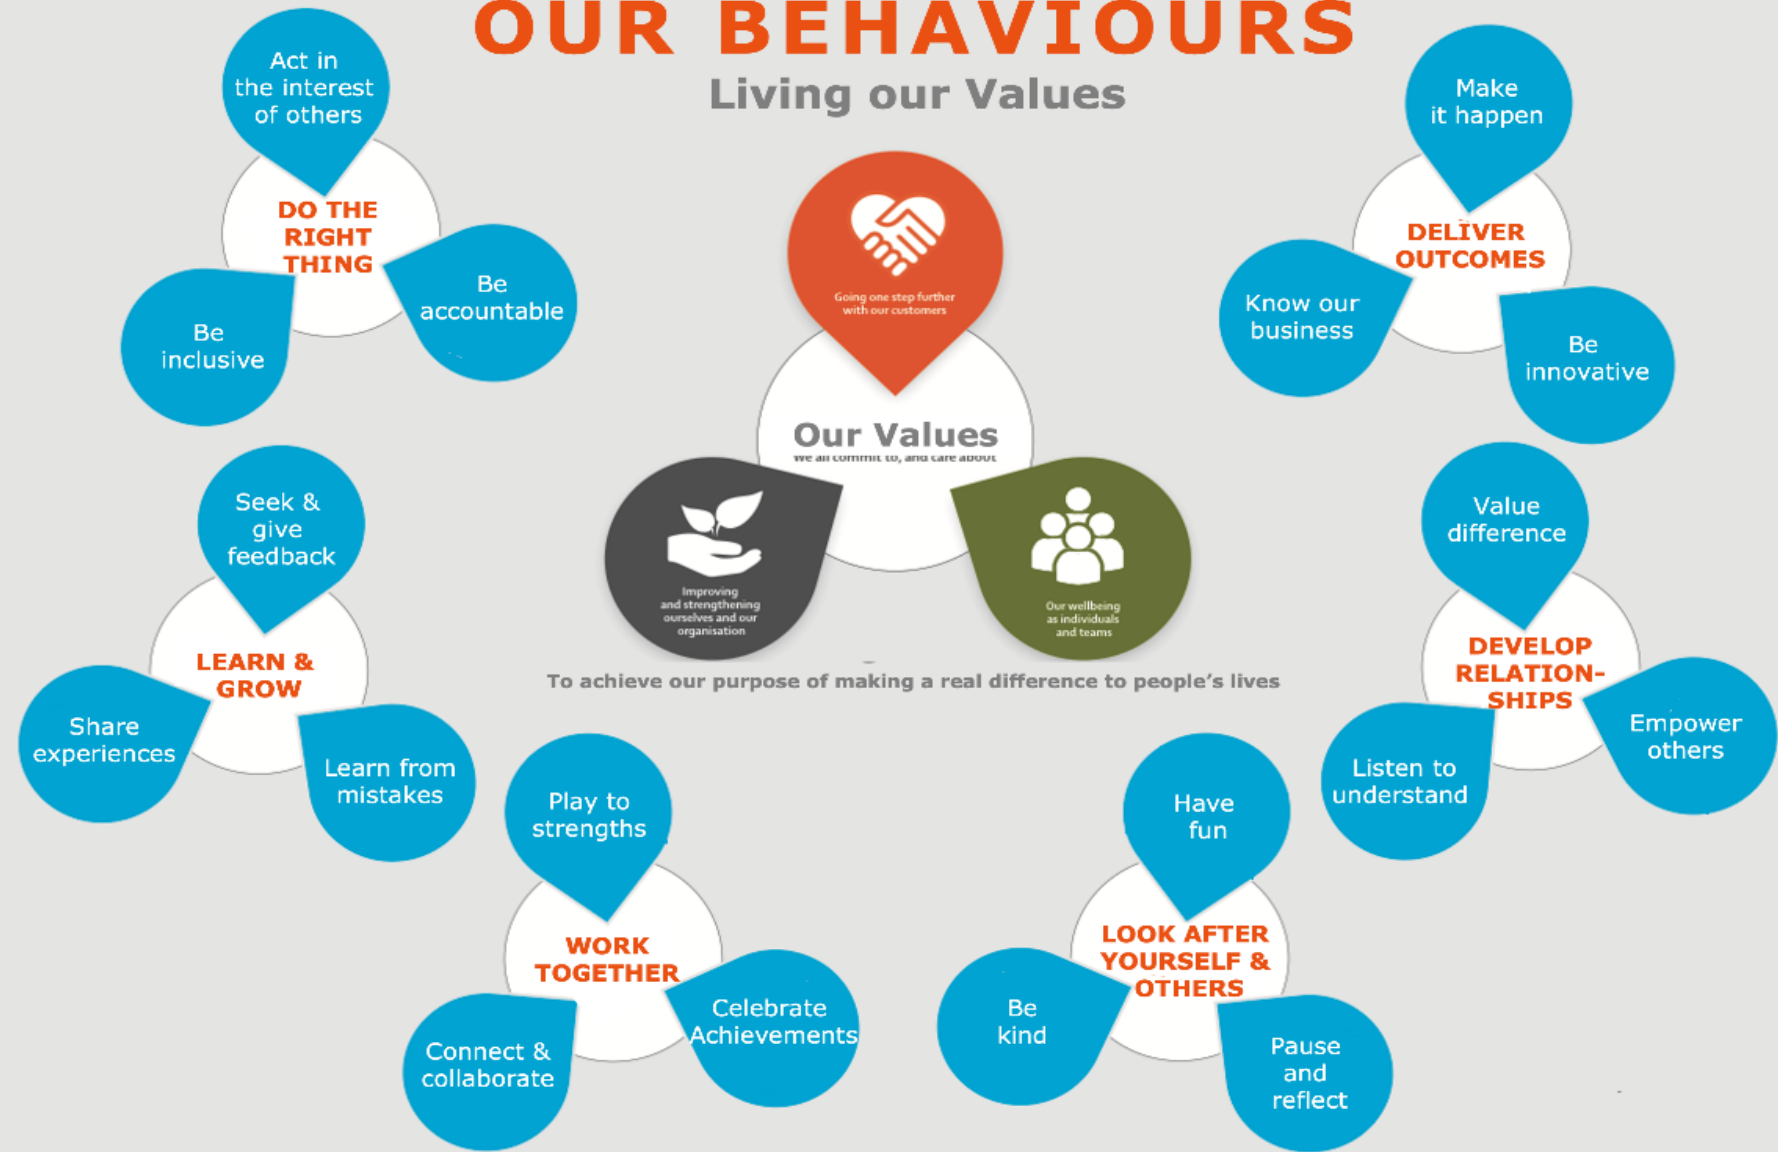 OUR BEHAVIOURS
Living our Values
Act in
the interest
of others
DO THE
RIGHT
THING
Be
inclusive
Be
accountable
Make
it happen
DELIVER
OUTCOMES
Know our
business
Be
innovative
Going one step further
with our customers
Our Values
we all commit to, and care about
Improving
and strengthening
ourselves and our
organisation
Our wellbeing
as individuals
and teams
To achieve our purpose of making a real difference to people's lives
Seek &
give
feedback
LEARN &
GROW
Share
experiences
Learn from
mistakes
Value
difference
DEVELOP
RELATION-
SHIPS
Listen to
understand
Empower
others
Play to
strengths
WORK
TOGETHER
Connect &
collaborate
Celebrate
Achievements
Have
fun
LOOK AFTER
YOURSELF &
OTHERS
Be
kind
Pause
and
reflect